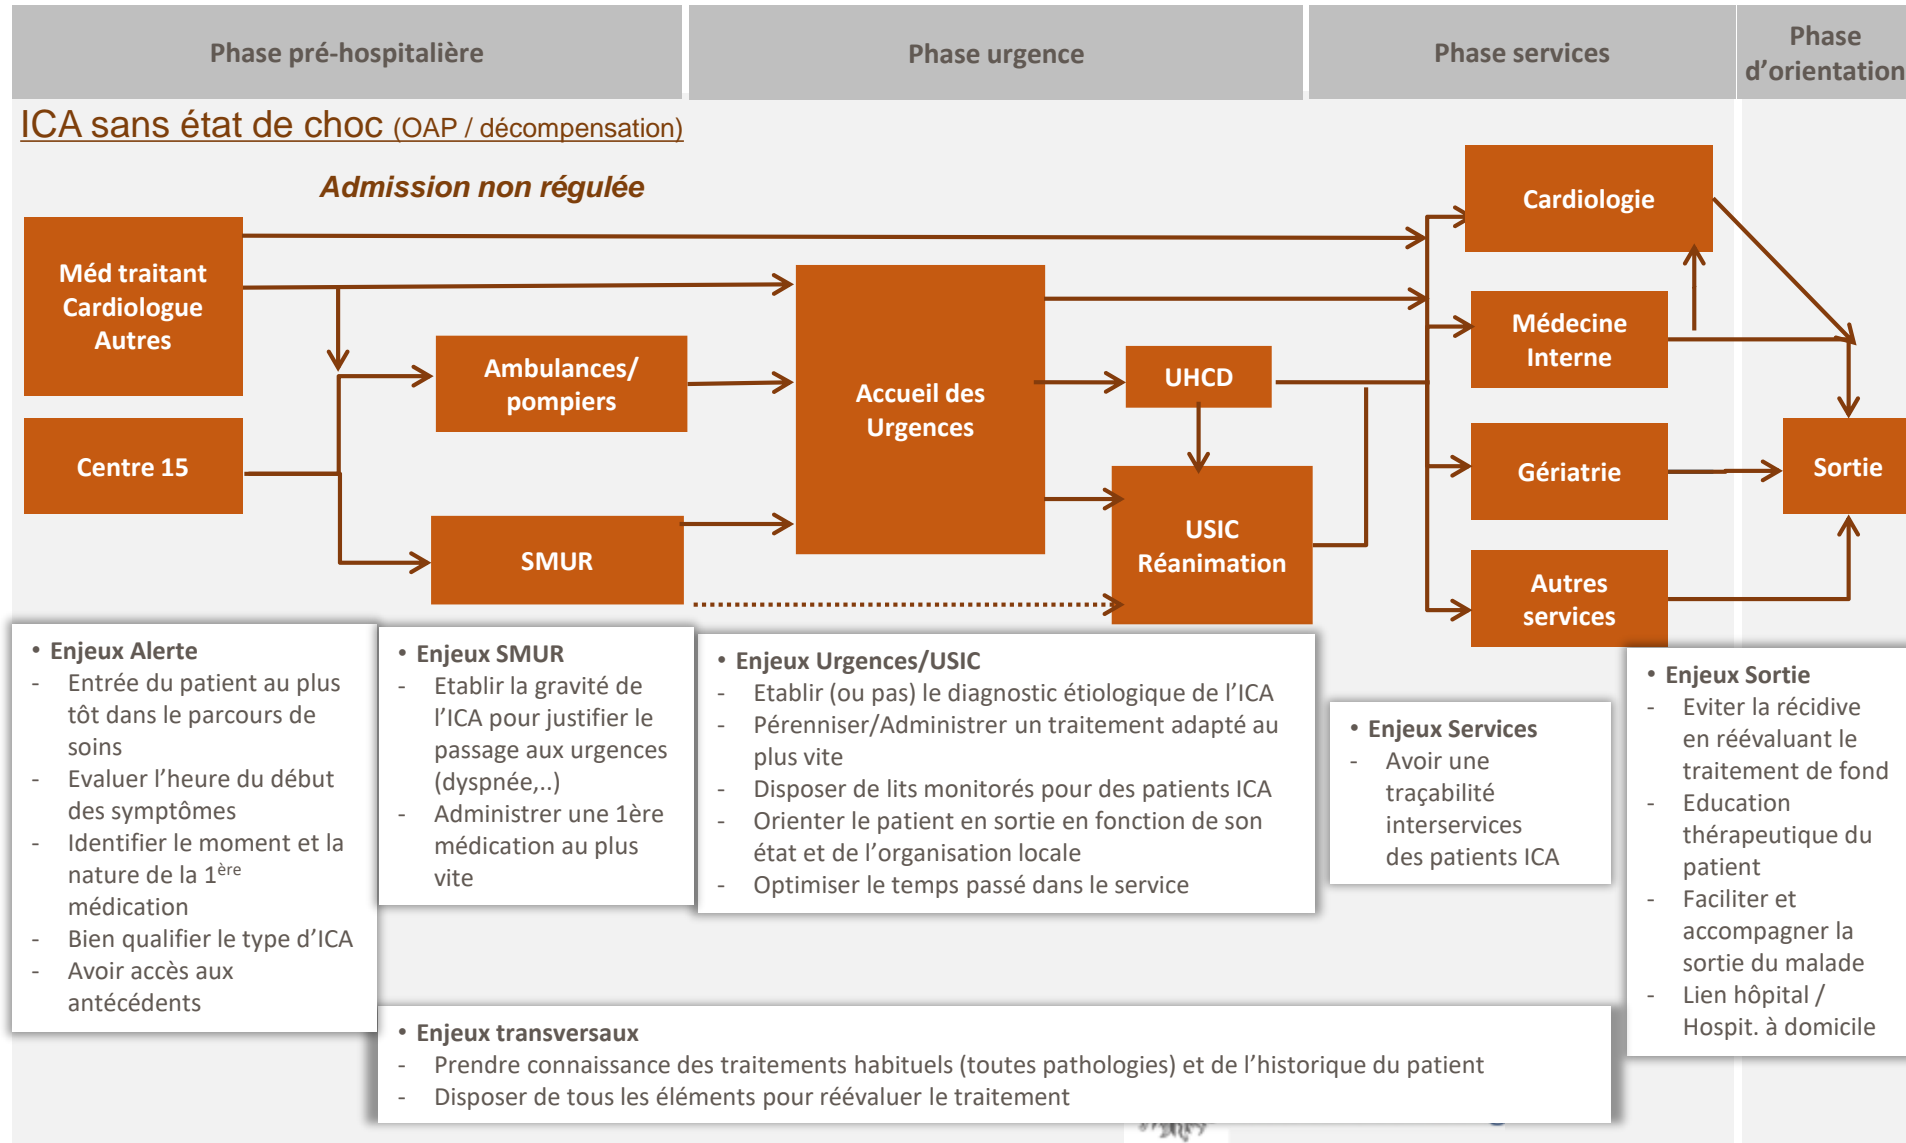 Phase pré-hospitalière
Phase urgence
Phase services
Phase
d’orientation
ICA sans état de choc (OAP / décompensation)
Admission non régulée
Méd traitant
Cardiologue
Autres
Centre 15
Ambulances/
pompiers
SMUR
Accueil des
Urgences
UHCD
USIC
Réanimation
Cardiologie
Médecine
Interne
Gériatrie
Autres
services
Sortie
• Enjeux Alerte
- Entrée du patient au plus
tôt dans le parcours de
soins
- Evaluer l’heure du début
des symptômes
- Identifier le moment et la
nature de la 1ère
médication
- Bien qualifier le type d’ICA
- Avoir accès aux
antécédents
• Enjeux SMUR
- Etablir la gravité de
l’ICA pour justifier le
passage aux urgences
(dyspnée,..)
- Administrer une 1ère
médication au plus
vite
• Enjeux Urgences/USIC
- Etablir (ou pas) le diagnostic étiologique de l’ICA
- Pérenniser/Administrer un traitement adapté au
plus vite
- Disposer de lits monitorés pour des patients ICA
- Orienter le patient en sortie en fonction de son
état et de l’organisation locale
- Optimiser le temps passé dans le service
• Enjeux Services
- Avoir une
traçabilité
interservices
des patients ICA
• Enjeux Sortie
- Eviter la récidive
en réévaluant le
traitement de fond
- Education
thérapeutique du
patient
- Faciliter et
accompagner la
sortie du malade
- Lien hôpital /
Hospit. à domicile
• Enjeux transversaux
- Prendre connaissance des traitements habituels (toutes pathologies) et de l’historique du patient
- Disposer de tous les éléments pour réévaluer le traitement